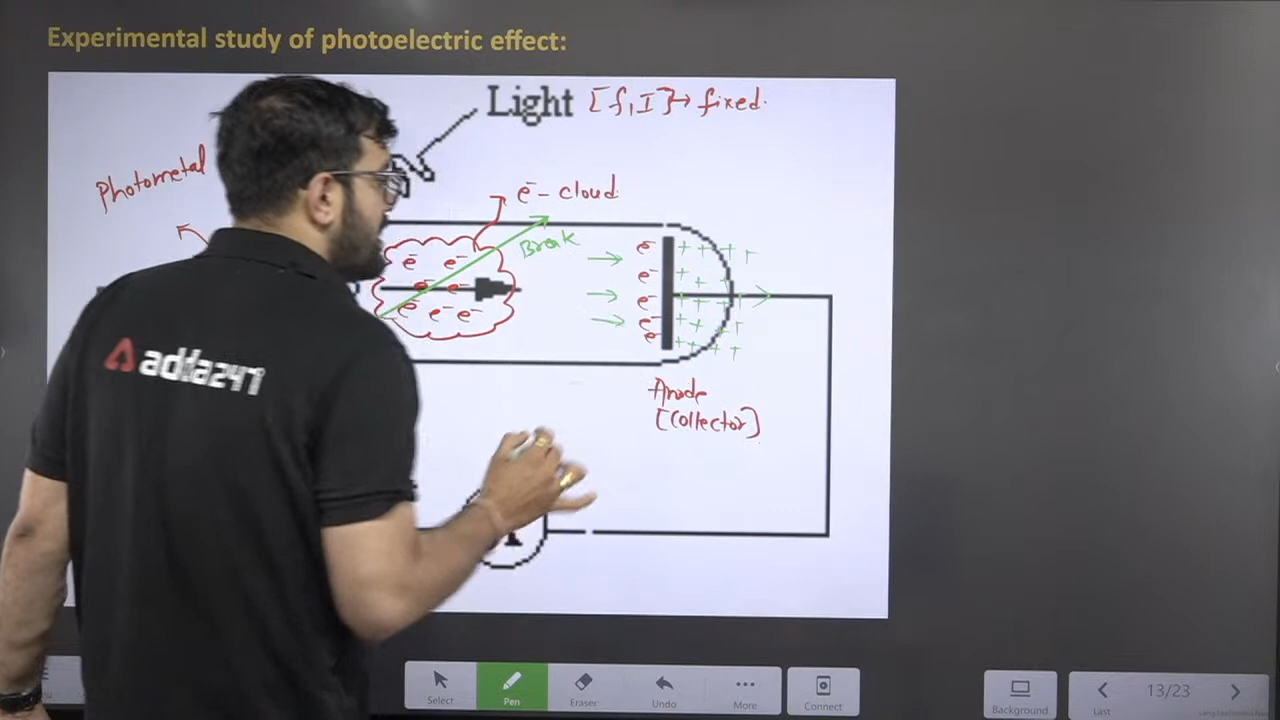 Experimental study of photoelectric effect:
Light [f, I] → fixed.
Photometal
e⁻ - cloud
Break
e⁻ e⁻
e⁻ e⁻
e⁻ e⁻ e⁻
e⁻
e⁻
e⁻
e⁻
e⁻
+ + + +
+ +
+ + +
+ + +
+ + + +
Anode
[Collector]
adda247
Select
Pen
Eraser
Undo
More
Connect
Background
Last
13/23